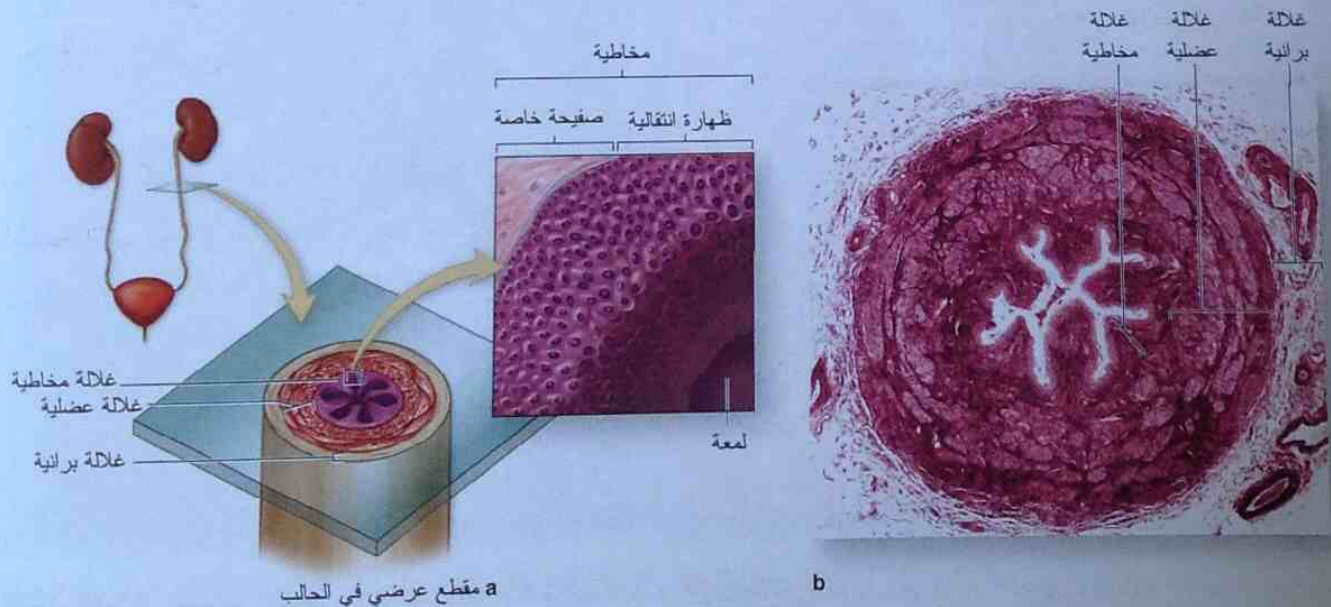 مخاطية
ظهارة انتقالية
صفيحة خاصة
لمعة
غلالة مخاطية
غلالة عضلية
غلالة برانية
a مقطع عرضي في الحالب
غلالة برانية
غلالة عضلية
غلالة مخاطية
b